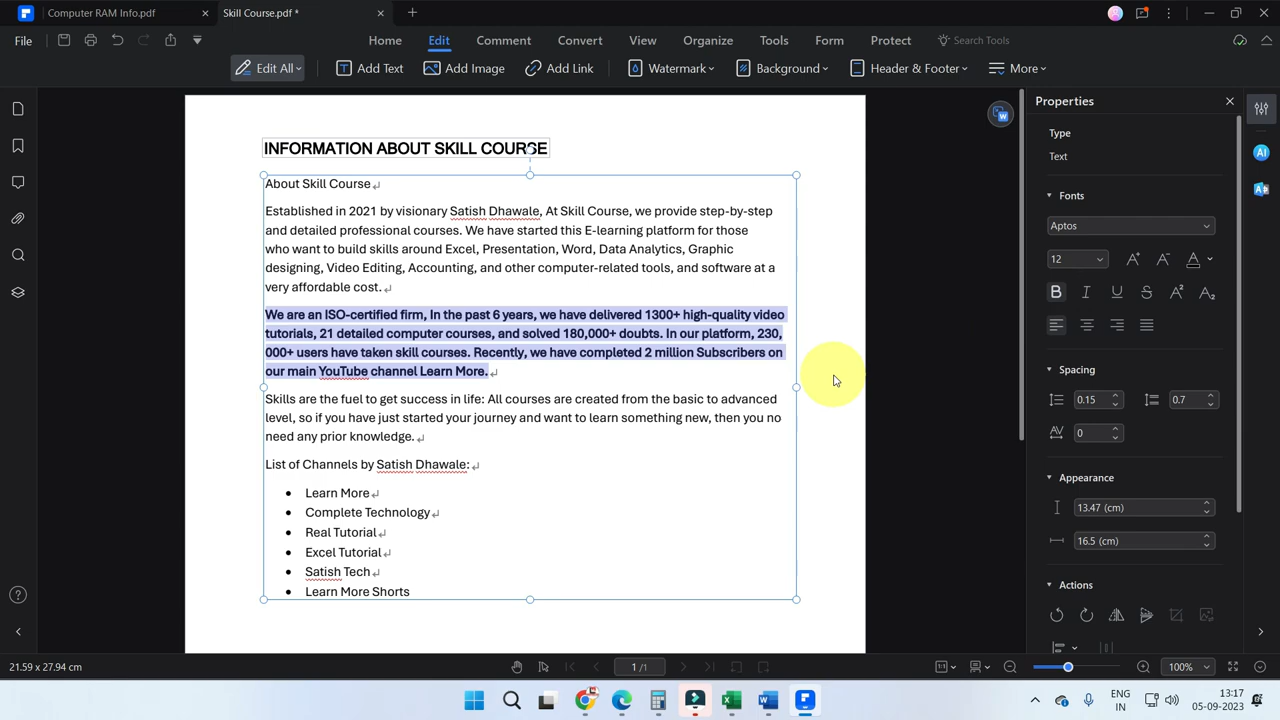 Computer RAM Info.pdf
Skill Course.pdf *
File
Home Edit Comment Convert View Organize Tools Form Protect Search Tools
Edit All Add Text Add Image Add Link Watermark Background Header & Footer More
INFORMATION ABOUT SKILL COURSE
About Skill Course
Established in 2021 by visionary Satish Dhawale, At Skill Course, we provide step-by-step
and detailed professional courses. We have started this E-learning platform for those
who want to build skills around Excel, Presentation, Word, Data Analytics, Graphic
designing, Video Editing, Accounting, and other computer-related tools, and software at a
very affordable cost.
We are an ISO-certified firm, In the past 6 years, we have delivered 1300+ high-quality video
tutorials, 21 detailed computer courses, and solved 180,000+ doubts. In our platform, 230,
000+ users have taken skill courses. Recently, we have completed 2 million Subscribers on
our main YouTube channel Learn More.
Skills are the fuel to get success in life: All courses are created from the basic to advanced
level, so if you have just started your journey and want to learn something new, then you no
need any prior knowledge.
List of Channels by Satish Dhawale:
• Learn More
• Complete Technology
• Real Tutorial
• Excel Tutorial
• Satish Tech
• Learn More Shorts
Properties
Type
Text
Fonts
Aptos
12
Spacing
0.15 0.7
0
Appearance
13.47 (cm)
16.5 (cm)
Actions
21.59 x 27.94 cm
1 /1
100%
ENG
IN
13:17
05-09-2023